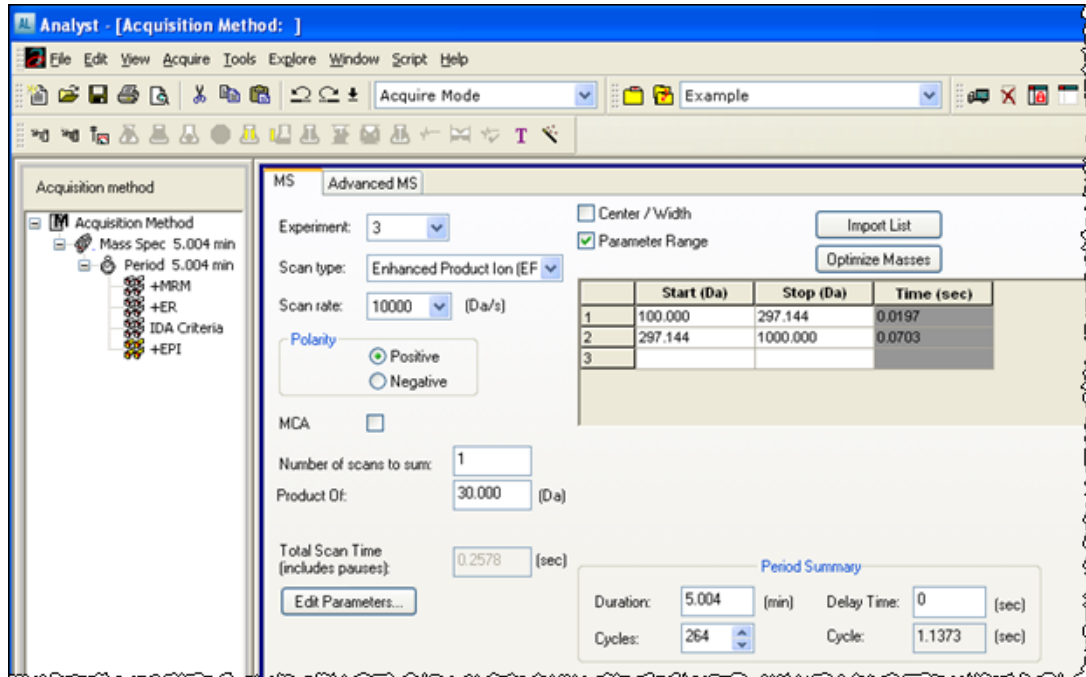 AL Analyst - [Acquisition Method: ]
File Edit View Acquire Tools Explore Window Script Help
Acquire Mode Example
T
Acquisition method
Acquisition Method
Mass Spec 5.004 min
Period 5.004 min
+MRM
+ER
IDA Criteria
+EPI
MS Advanced MS
Experiment: 3
Scan type: Enhanced Product Ion (EF
Scan rate: 10000 (Da/s)
Polarity
Positive
Negative
MCA
Number of scans to sum: 1
Product Of: 30.000 (Da)
Total Scan Time
(includes pauses): 0.2578 (sec)
Edit Parameters...
Center / Width
Parameter Range
Import List
Optimize Masses
Start (Da) Stop (Da) Time (sec)
1 100.000 297.144 0.0197
2 297.144 1000.000 0.0703
3
Period Summary
Duration: 5.004 (min) Delay Time: 0 (sec)
Cycles: 264 Cycle: 1.1373 (sec)